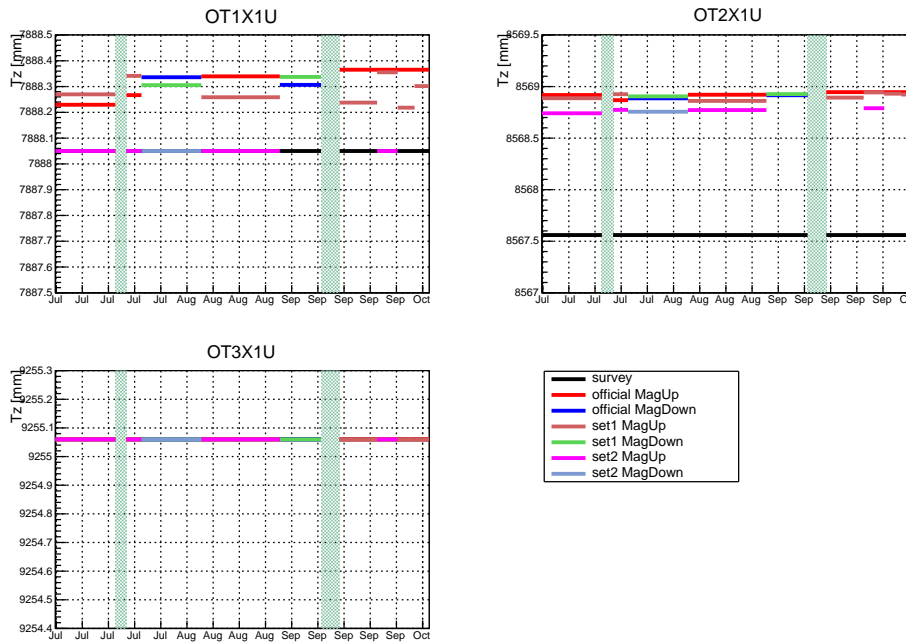 OT1X1U
Tz [mm]
7888.5
7888.4
7888.3
7888.2
7888.1
7888
7887.9
7887.8
7887.7
7887.6
7887.5
Jul Jul Jul Jul Jul Aug Aug Aug Aug Sep Sep Sep Sep Sep Oct
OT2X1U
Tz [mm]
8569.5
8569
8568.5
8568
8567.5
8567
Jul Jul Jul Jul Jul Aug Aug Aug Aug Sep Sep Sep Sep Sep
OT3X1U
Tz [mm]
9255.3
9255.2
9255.1
9255
9254.9
9254.8
9254.7
9254.6
9254.5
9254.4
Jul Jul Jul Jul Jul Aug Aug Aug Aug Sep Sep Sep Sep Sep Oct
survey
official MagUp
official MagDown
set1 MagUp
set1 MagDown
set2 MagUp
set2 MagDown